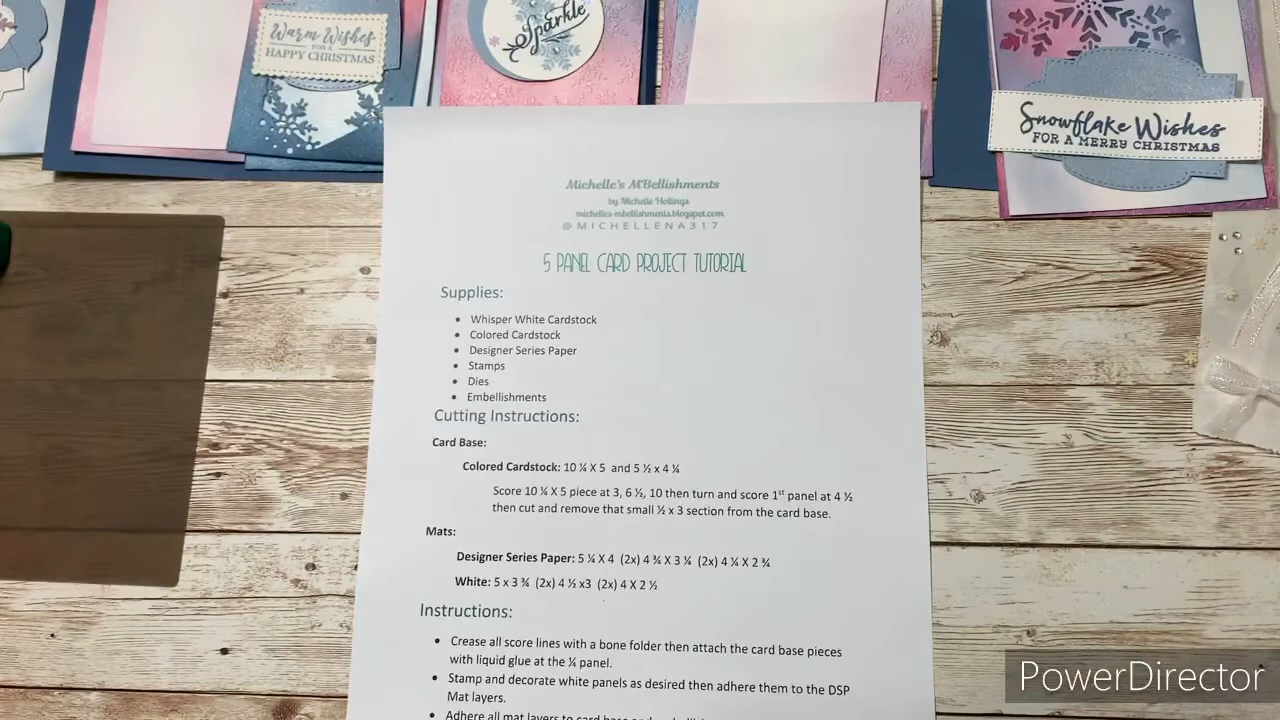 Warm Wishes
FOR A
HAPPY CHRISTMAS
Sparkle
Snowflake Wishes
FOR A MERRY CHRISTMAS
Michelle's M'Bellishments
by Michelle Hollings
michelles-mbellishments.blogspot.com
@MICHELLENA317
5 PANEL CARD PROJECT TUTORIAL
Supplies:
• Whisper White Cardstock
• Colored Cardstock
• Designer Series Paper
• Stamps
• Dies
• Embellishments
Cutting Instructions:
Card Base:
Colored Cardstock: 10 ¼ X 5 and 5 ½ x 4 ¼
Score 10 ¼ X 5 piece at 3, 6 ½, 10 then turn and score 1st panel at 4 ½
then cut and remove that small ½ x 3 section from the card base.
Mats:
Designer Series Paper: 5 ¼ X 4 (2x) 4 ¾ X 3 ¼ (2x) 4 ¼ X 2 ¾
White: 5 x 3 ¾ (2x) 4 ½ x3 (2x) 4 X 2 ½
Instructions:
• Crease all score lines with a bone folder then attach the card base pieces
with liquid glue at the ¼ panel.
• Stamp and decorate white panels as desired then adhere them to the DSP
Mat layers.
• Adhere all mat layers to card base
PowerDirector